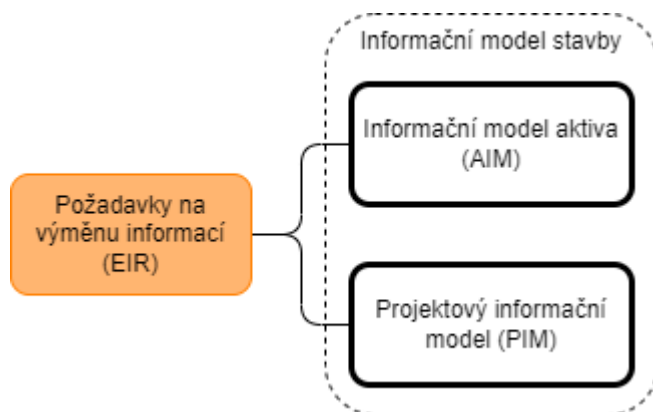 Informační model stavby
Informační model aktiva
(AIM)
Požadavky na
výměnu informací
(EIR)
Projektový informační
model (PIM)